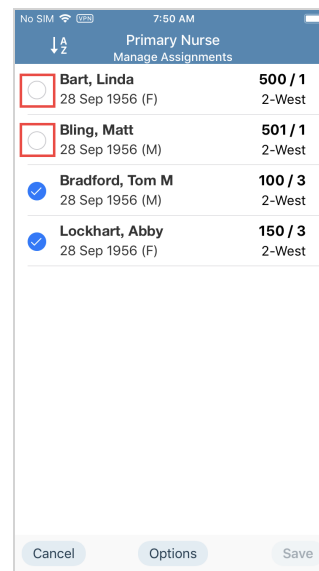 No SIM VPN 7:50 AM
A
Z
Primary Nurse
Manage Assignments
Bart, Linda 500 / 1
28 Sep 1956 (F) 2-West
Bling, Matt 501 / 1
28 Sep 1956 (M) 2-West
Bradford, Tom M 100 / 3
28 Sep 1956 (M) 2-West
Lockhart, Abby 150 / 3
28 Sep 1956 (F) 2-West
Cancel Options Save